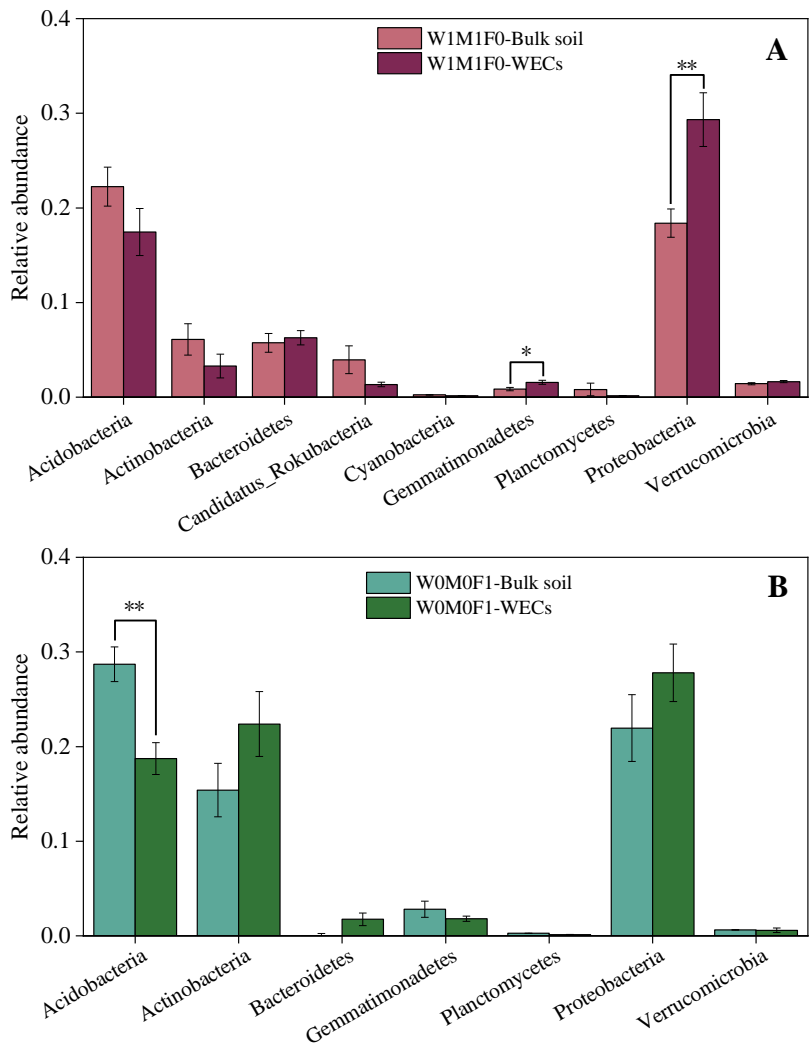 0.4
W1M1F0-Bulk soil
A
W1M1F0-WECs
**
0.3
Relative abundance
0.2
0.1
*
0.0
Acidobacteria
Actinobacteria
Bacteroidetes
Candidatus_Rokubacteria
Cyanobacteria
Gemmatimonadetes
Planctomycetes
Proteobacteria
Verrucomicrobia
0.4
W0M0F1-Bulk soil
B
W0M0F1-WECs
**
0.3
Relative abundance
0.2
0.1
0.0
Acidobacteria
Actinobacteria
Bacteroidetes
Gemmatimonadetes
Planctomycetes
Proteobacteria
Verrucomicrobia